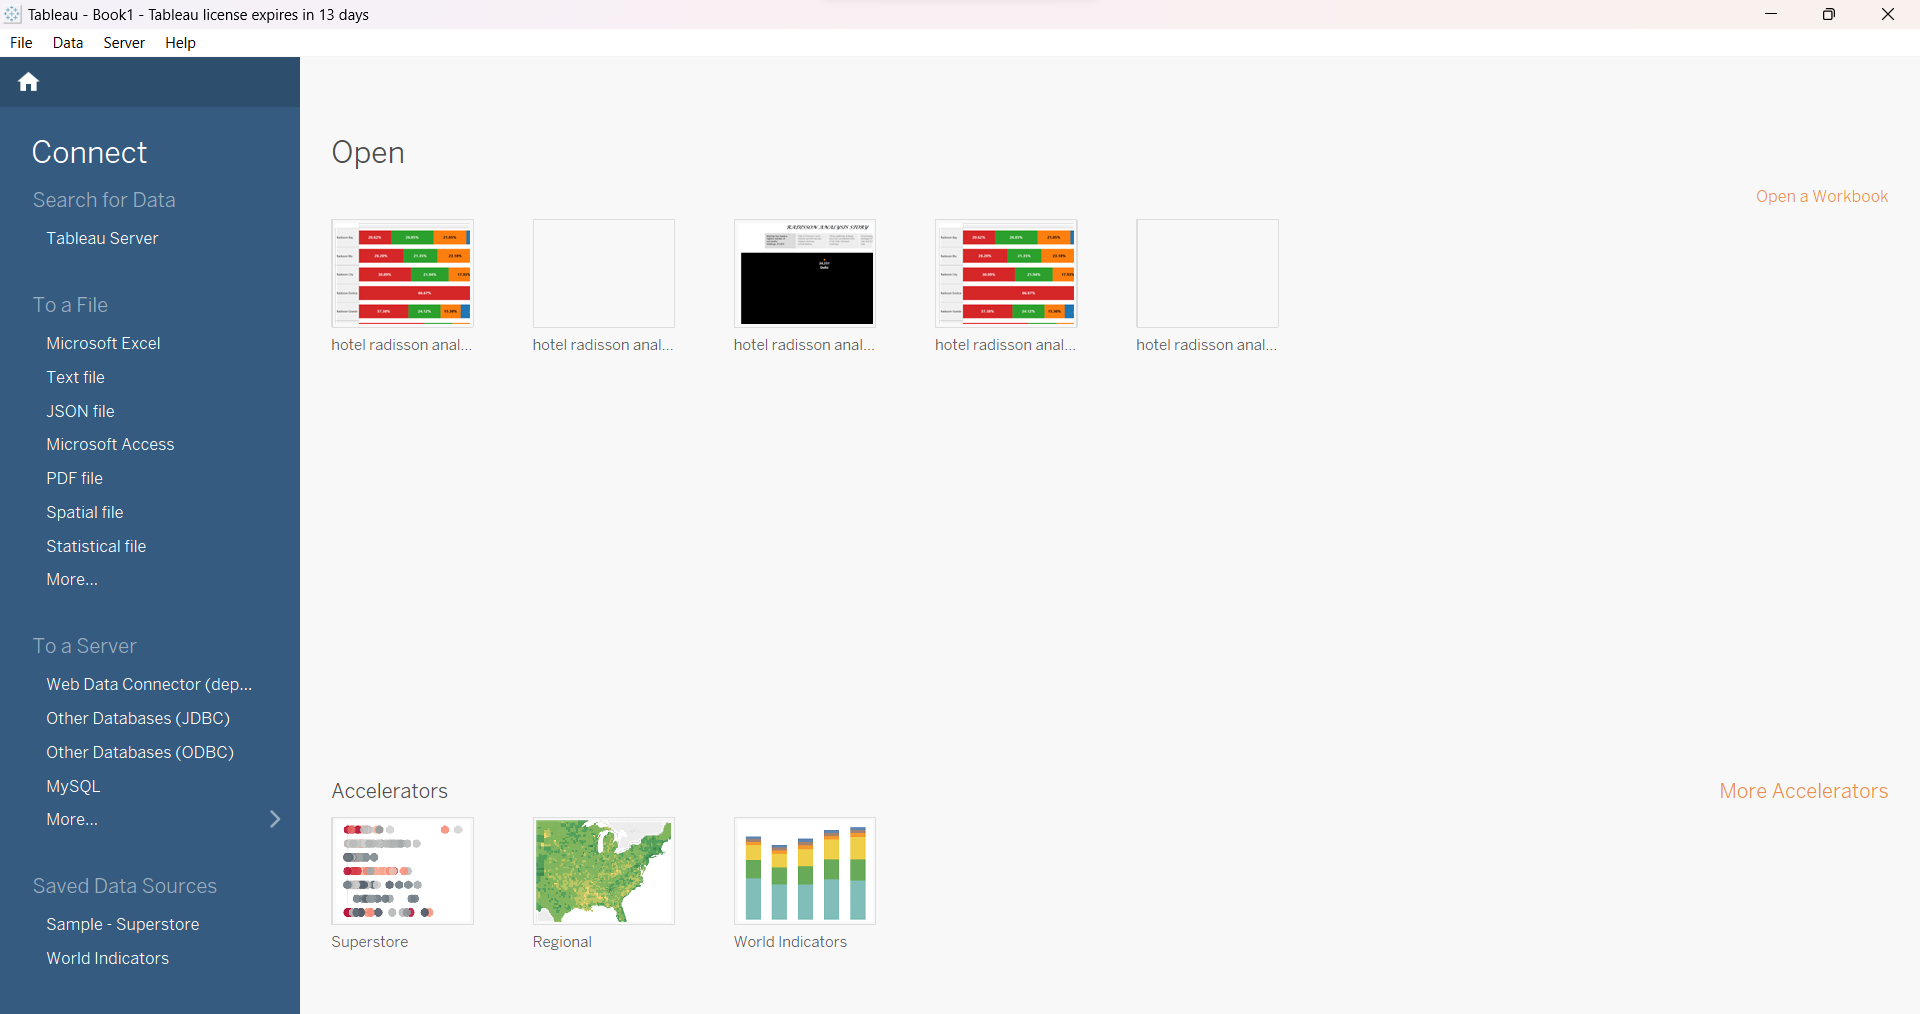 Tableau - Book1 - Tableau license expires in 13 days
File Data Server Help
Connect
Search for Data
Tableau Server
To a File
Microsoft Excel
Text file
JSON file
Microsoft Access
PDF file
Spatial file
Statistical file
More...
To a Server
Web Data Connector (dep...
Other Databases (JDBC)
Other Databases (ODBC)
MySQL
More...
Saved Data Sources
Sample - Superstore
World Indicators
Open
Open a Workbook
RADISSON ANALYSIS STORY
hotel radisson anal...
hotel radisson anal...
hotel radisson anal...
hotel radisson anal...
hotel radisson anal...
Accelerators
More Accelerators
Superstore
Regional
World Indicators